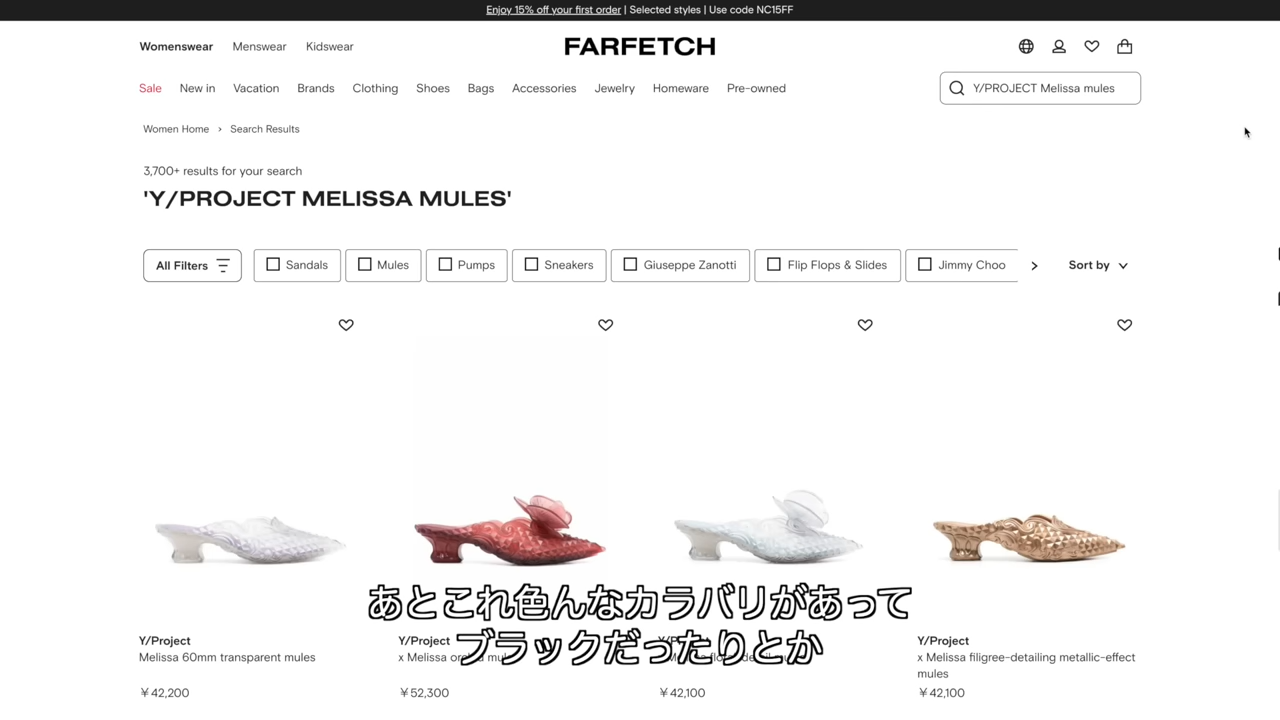 Enjoy 15% off your first order | Selected styles | Use code NC15FF
Womenswear Menswear Kidswear
FARFETCH
Sale New in Vacation Brands Clothing Shoes Bags Accessories Jewelry Homeware Pre-owned
Y/PROJECT Melissa mules
Women Home › Search Results
3,700+ results for your search
'Y/PROJECT MELISSA MULES'
All Filters Sandals Mules Pumps Sneakers Giuseppe Zanotti Flip Flops & Slides Jimmy Choo
Sort by
あとこれ色んなカラバリがあって
ブラックだったりとか
Y/Project
Melissa 60mm transparent mules
¥42,200
Y/Project
x Melissa
¥52,300
¥42,100
Y/Project
x Melissa filigree-detailing metallic-effect
mules
¥42,100